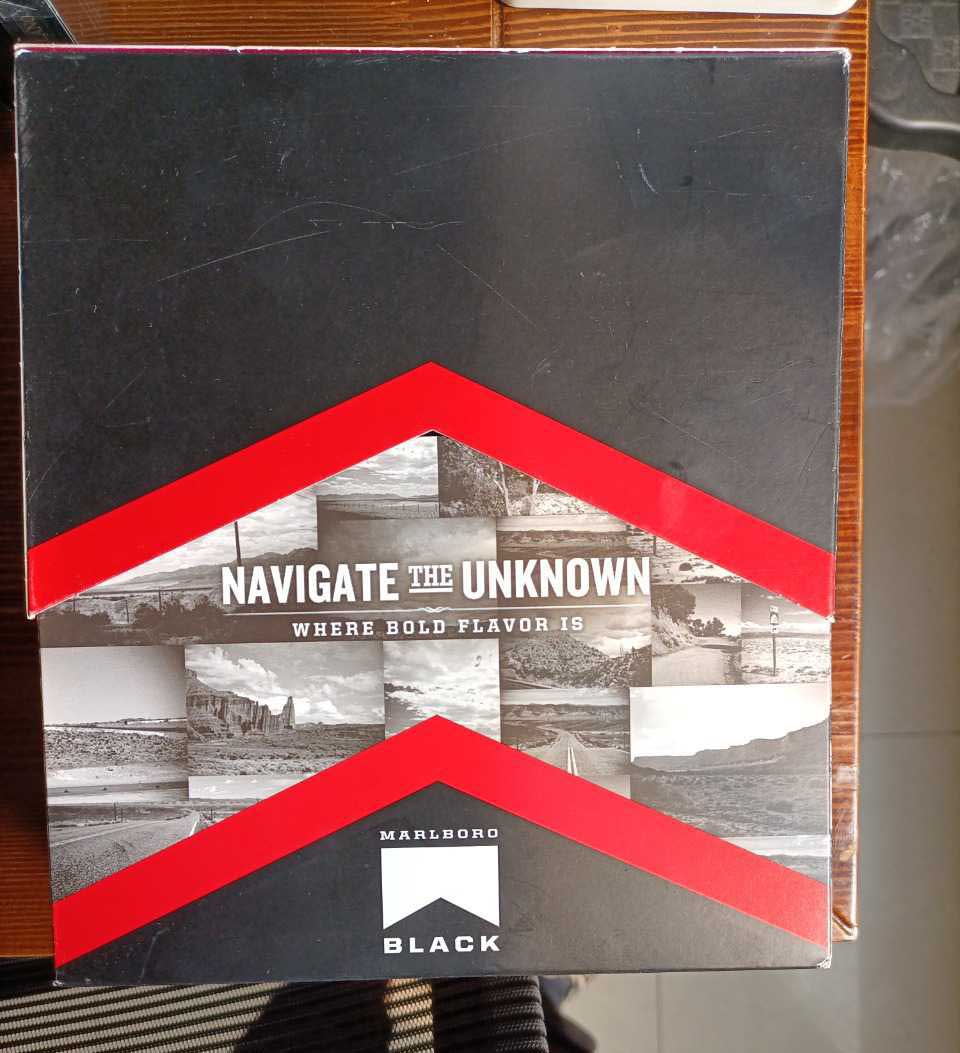 NAVIGATE THE UNKNOWN
WHERE BOLD FLAVOR IS
MARLBORO
BLACK